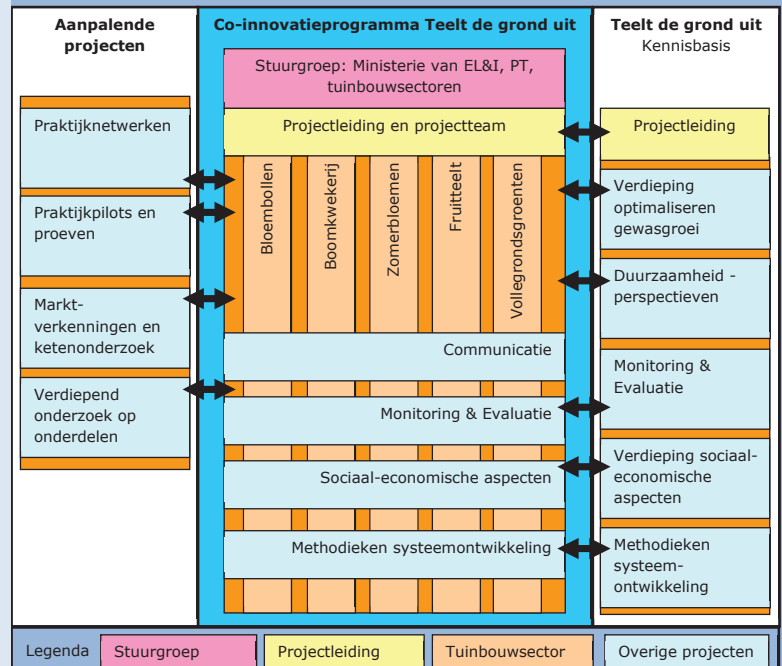 Aanpalende
projecten
Praktijknetwerken
Praktijkpilots en
proeven
Markt-
verkenningen en
ketenonderzoek
Verdiepend
onderzoek op
onderdelen
Co-innovatieprogramma Teelt de grond uit
Stuurgroep: Ministerie van EL&I, PT,
tuinbouwsectoren
Projectleiding en projectteam
Bloembollen
Boomkwekerij
Zomerbloemen
Fruitteelt
Vollegrondsgroenten
Communicatie
Monitoring & Evaluatie
Sociaal-economische aspecten
Methodieken systeemontwikkeling
Teelt de grond uit
Kennisbasis
Projectleiding
Verdieping
optimaliseren
gewasgroei
Duurzaamheid -
perspectieven
Monitoring &
Evaluatie
Verdieping sociaal-
economische
aspecten
Methodieken
systeem-
ontwikkeling
Legenda
Stuurgroep
Projectleiding
Tuinbouwsector
Overige projecten